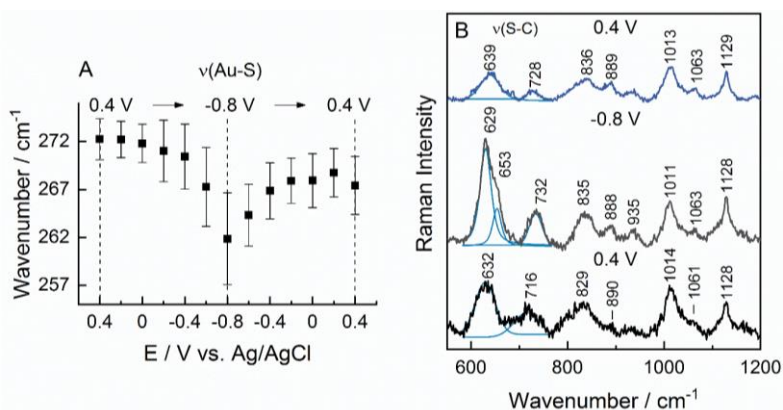 A
ν(Au-S)
0.4 V → -0.8 V → 0.4 V
272
267
262
257
Wavenumber / cm⁻¹
0.4 0 -0.4 -0.8 -0.4 0 0.4
E / V vs. Ag/AgCl
B
ν(S-C)
0.4 V
639
728
836
889
1013
1063
1129
-0.8 V
629
653
732
835
888
935
1011
1063
1128
0.4 V
632
716
829
890
1014
1061
1128
Raman Intensity
600 800 1000 1200
Wavenumber / cm⁻¹